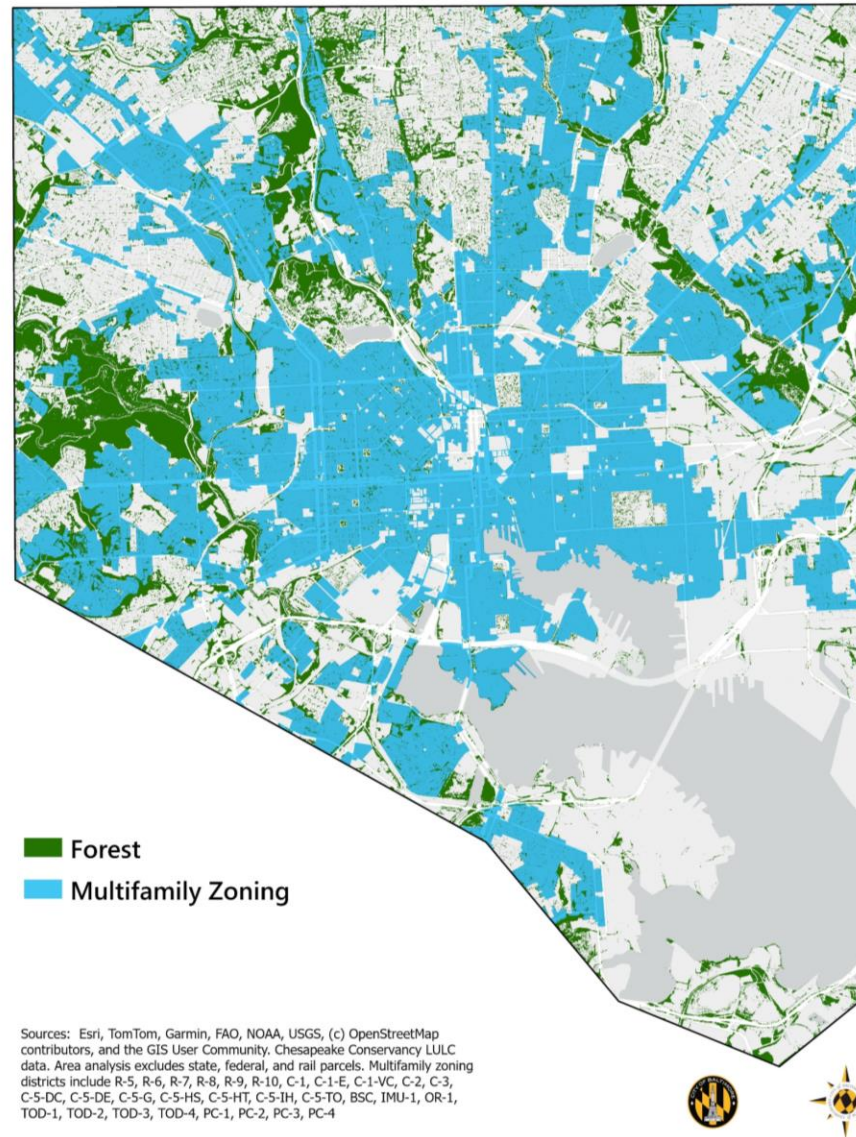 Forest
Multifamily Zoning
Sources: Esri, TomTom, Garmin, FAO, NOAA, USGS, (c) OpenStreetMap
contributors, and the GIS User Community. Chesapeake Conservancy LULC
data. Area analysis excludes state, federal, and rail parcels. Multifamily zoning
districts include R-5, R-6, R-7, R-8, R-9, R-10, C-1, C-1-E, C-1-VC, C-2, C-3,
C-5-DC, C-5-DE, C-5-G, C-5-HS, C-5-HT, C-5-IH, C-5-TO, BSC, IMU-1, OR-1,
TOD-1, TOD-2, TOD-3, TOD-4, PC-1, PC-2, PC-3, PC-4
CITY OF BALTIMORE